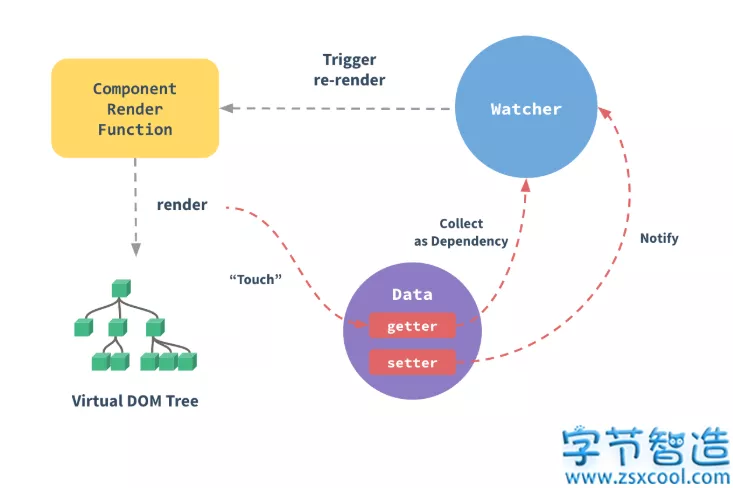 Trigger
re-render
Component
Render
Function
Watcher
render
Collect
as Dependency
Notify
“Touch”
Data
getter
setter
Virtual DOM Tree
字节智造
www.zsxcool.com